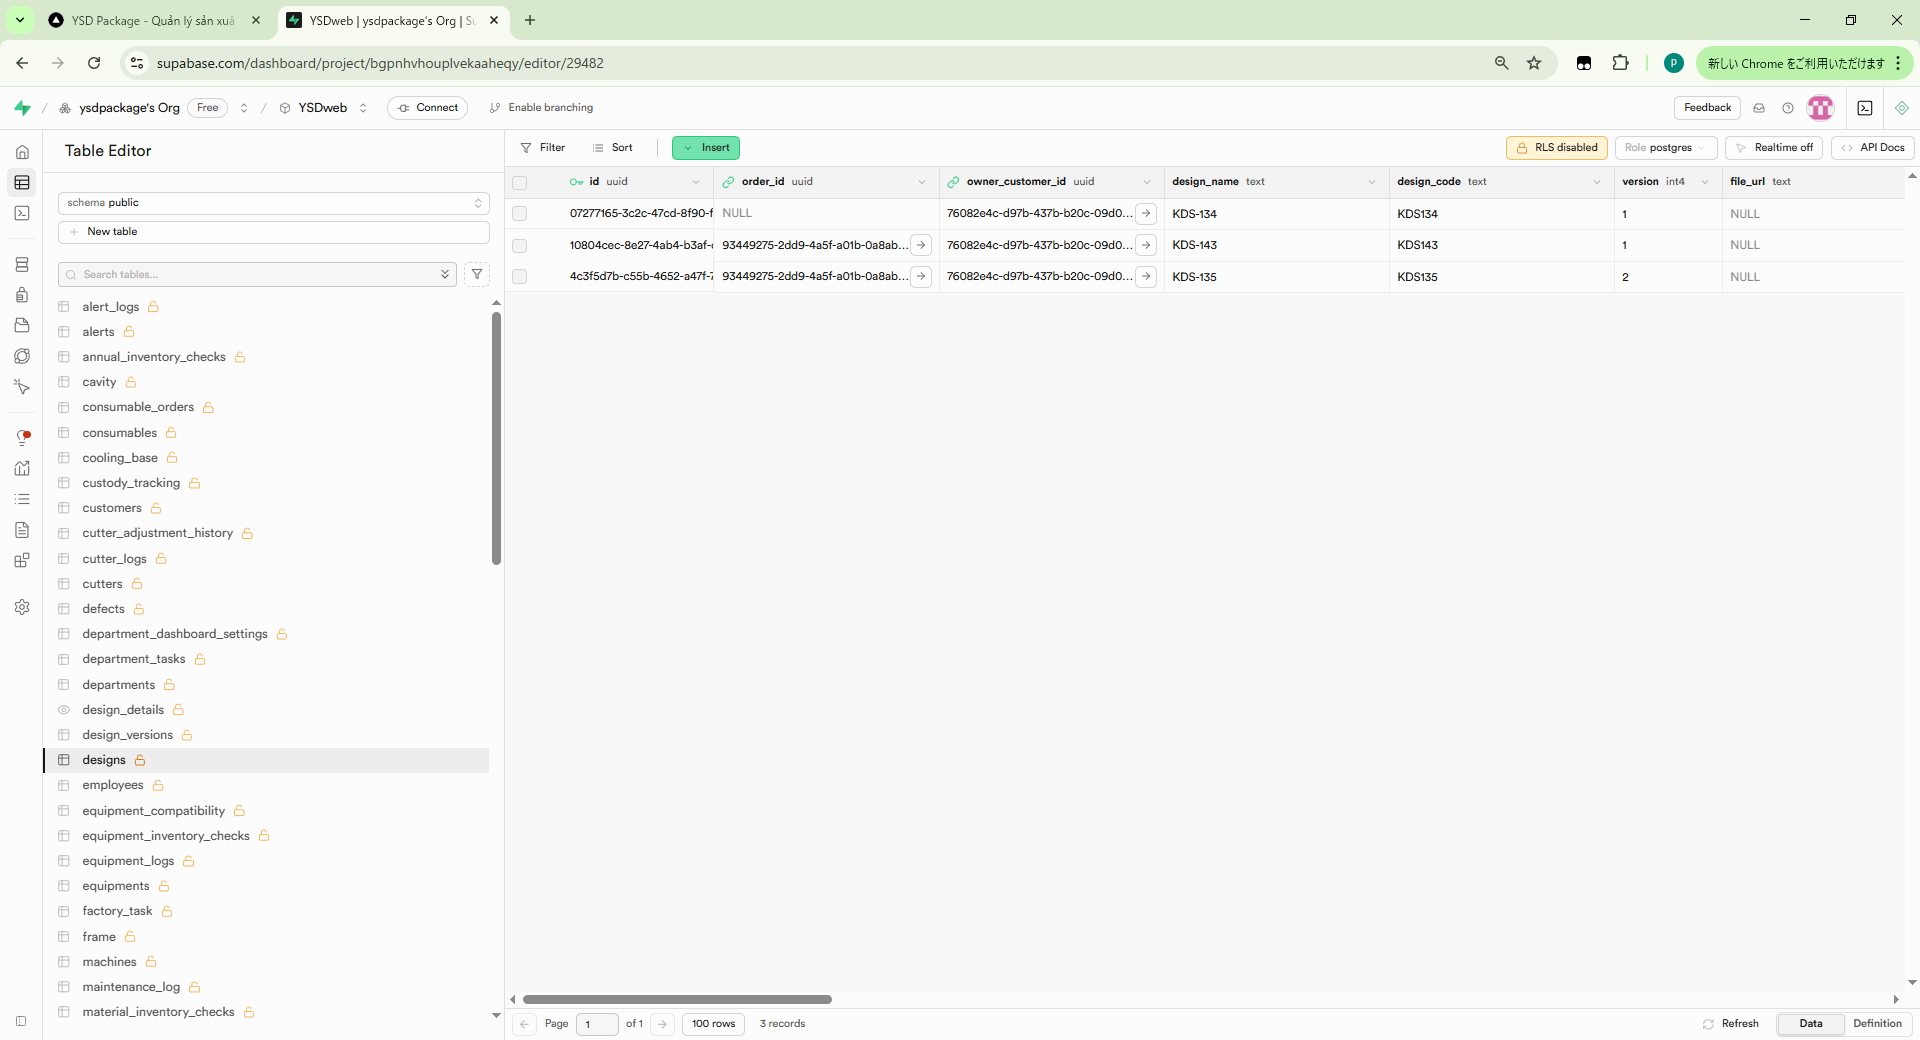 YSD Package - Quản lý sản xuấ
YSDweb | ysdpackage's Org | Su
supabase.com/dashboard/project/bgpnhvhouplvekaaheqy/editor/29482
p
新しい Chrome をご利用いただけます
/ ysdpackage's Org Free / YSDweb Connect Enable branching
Feedback
Table Editor
Filter Sort Insert
RLS disabled Role postgres Realtime off API Docs
schema public
New table
Search tables...
alert_logs
alerts
annual_inventory_checks
cavity
consumable_orders
consumables
cooling_base
custody_tracking
customers
cutter_adjustment_history
cutter_logs
cutters
defects
department_dashboard_settings
department_tasks
departments
design_details
design_versions
designs
employees
equipment_compatibility
equipment_inventory_checks
equipment_logs
equipments
factory_task
frame
machines
maintenance_log
material_inventory_checks
id uuid order_id uuid owner_customer_id uuid design_name text design_code text version int4 file_url text
07277165-3c2c-47cd-8f90-f NULL 76082e4c-d97b-437b-b20c-09d0... KDS-134 KDS134 1 NULL
10804cec-8e27-4ab4-b3af- 93449275-2dd9-4a5f-a01b-0a8ab... 76082e4c-d97b-437b-b20c-09d0... KDS-143 KDS143 1 NULL
4c3f5d7b-c55b-4652-a47f-7 93449275-2dd9-4a5f-a01b-0a8ab... 76082e4c-d97b-437b-b20c-09d0... KDS-135 KDS135 2 NULL
Page 1 of 1 100 rows 3 records
Refresh Data Definition